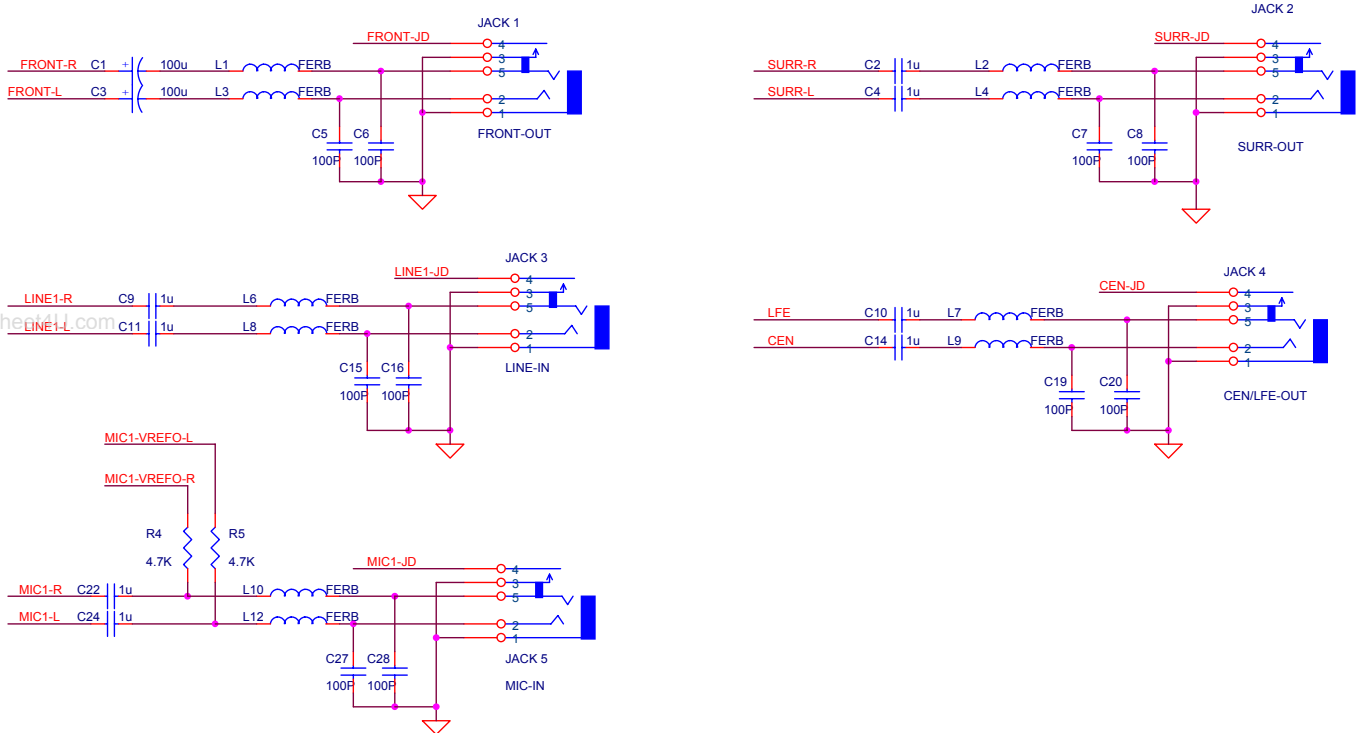 JACK 1
FRONT-JD
4
FRONT-R C1 + 100u L1 FERB
3
5
FRONT-L C3 + 100u L3 FERB
2
1
C5 C6
100P 100P
FRONT-OUT
JACK 2
SURR-JD
4
SURR-R C2 1u L2 FERB
3
5
SURR-L C4 1u L4 FERB
2
1
C7 C8
100P 100P
SURR-OUT
JACK 3
LINE1-JD
4
LINE1-R C9 1u L6 FERB
3
5
LINE1-L C11 1u L8 FERB
2
1
heet4U.com
C15 C16
100P 100P
LINE-IN
JACK 4
CEN-JD
4
LFE C10 1u L7 FERB
3
5
CEN C14 1u L9 FERB
2
1
C19 C20
100P 100P
CEN/LFE-OUT
MIC1-VREFO-L
MIC1-VREFO-R
R4 R5
4.7K 4.7K
MIC1-JD
4
MIC1-R C22 1u L10 FERB
3
5
MIC1-L C24 1u L12 FERB
2
1
C27 C28
100P 100P
JACK 5
MIC-IN